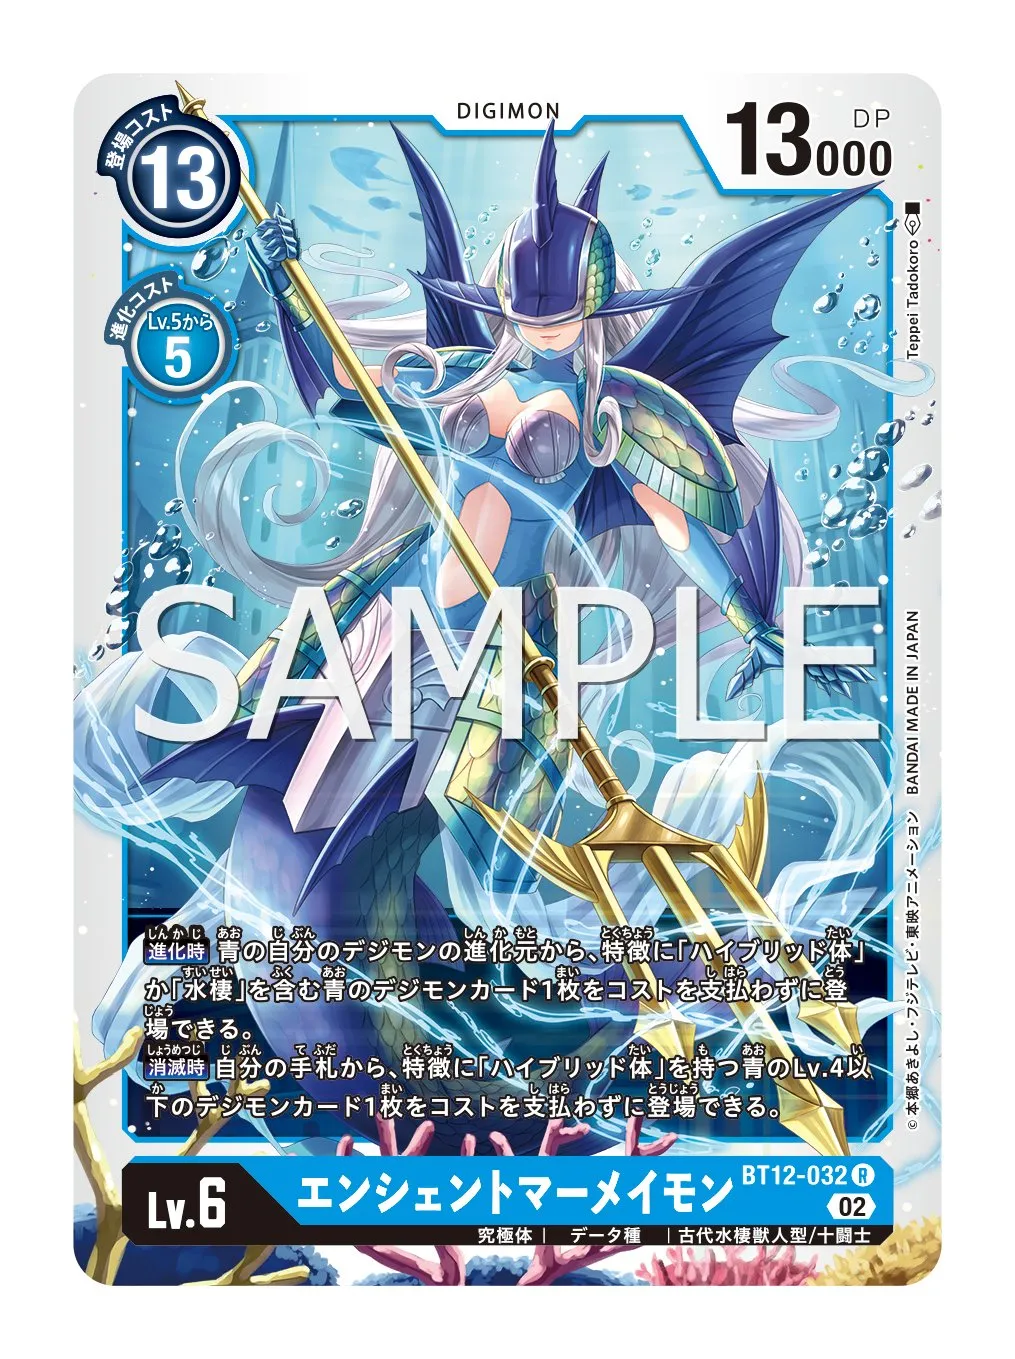 DIGIMON
登場コスト
13
13000
DP
進化コスト
Lv.5から
5
Teppei Tadokoro
SAMPLE
BANDAI MADE IN JAPAN
©本郷あきよし・フジテレビ・東映アニメーション
進化時 青の自分のデジモンの進化元から、特徴に「ハイブリッド体」
か「水棲」を含む青のデジモンカード1枚をコストを支払わずに登
場できる。
消滅時 自分の手札から、特徴に「ハイブリッド体」を持つ青のLv.4以
下のデジモンカード1枚をコストを支払わずに登場できる。
Lv.6
エンシェントマーメイモン
BT12-032 R
02
究極体 | データ種 | 古代水棲獣人型/十闘士